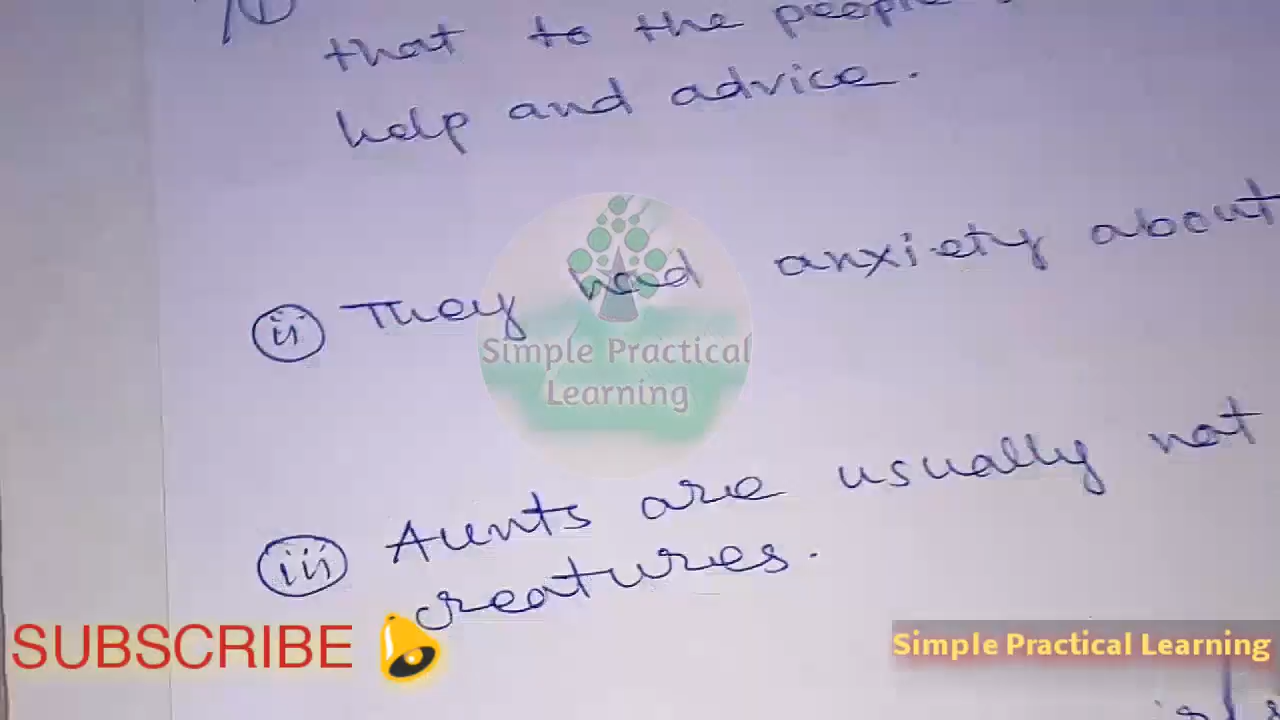 that to the people
help and advice.
ii) They had anxiety about
iii) Aunts are usually not
creatures.
Simple Practical
Learning
SUBSCRIBE
Simple Practical Learning